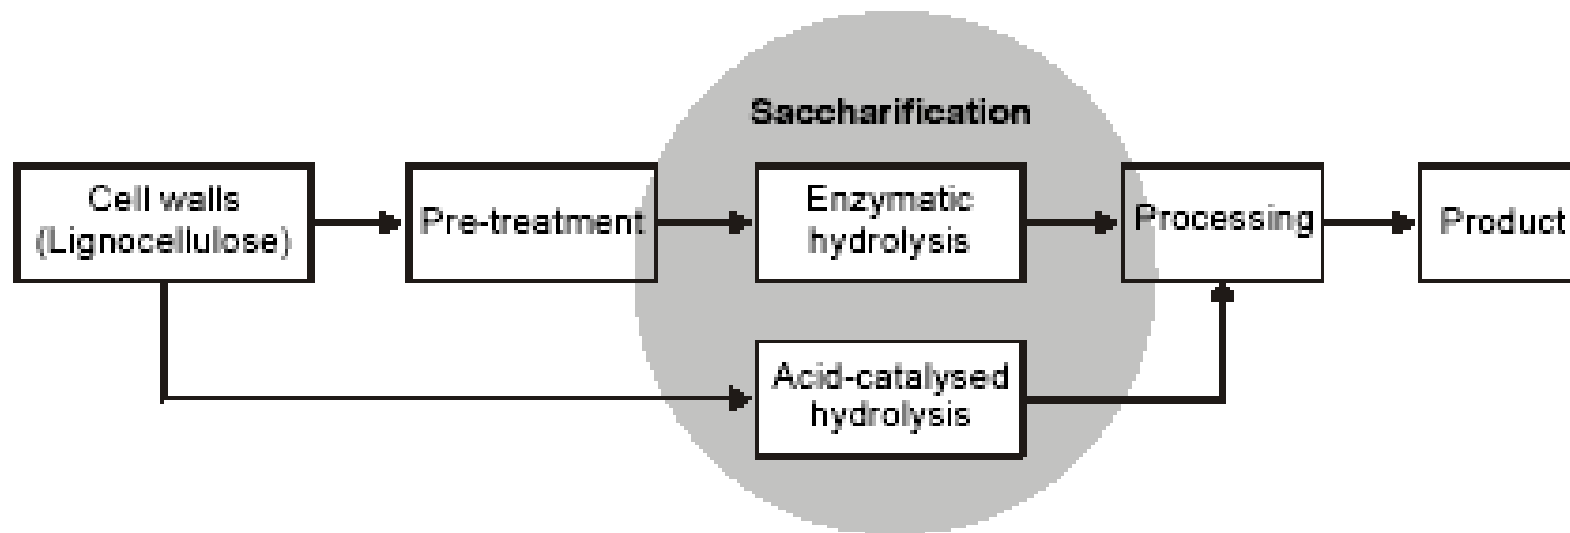 Saccharification
Cell walls
(Lignocellulose)
Pre-treatment
Enzymatic
hydrolysis
Processing
Product
Acid-catalysed
hydrolysis